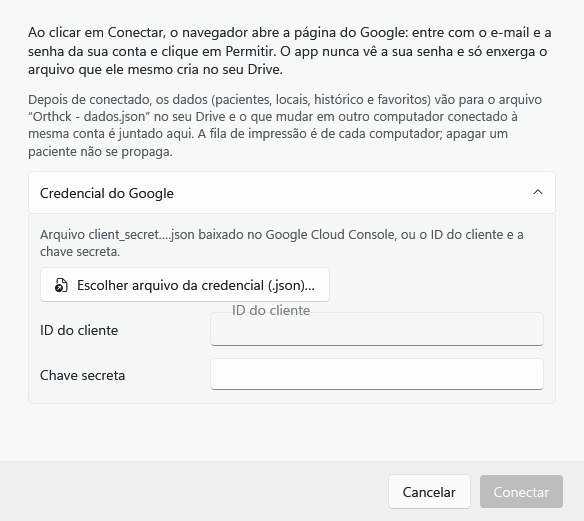 Ao clicar em Conectar, o navegador abre a página do Google: entre com o e-mail e a
senha da sua conta e clique em Permitir. O app nunca vê a sua senha e só enxerga o
arquivo que ele mesmo cria no seu Drive.
Depois de conectado, os dados (pacientes, locais, histórico e favoritos) vão para o arquivo
"Orthck - dados.json" no seu Drive e o que mudar em outro computador conectado à
mesma conta é juntado aqui. A fila de impressão é de cada computador; apagar um
paciente não se propaga.
Credencial do Google
Arquivo client_secret....json baixado no Google Cloud Console, ou o ID do cliente e a
chave secreta.
Escolher arquivo da credencial (.json)...
ID do cliente
ID do cliente
Chave secreta
Cancelar
Conectar